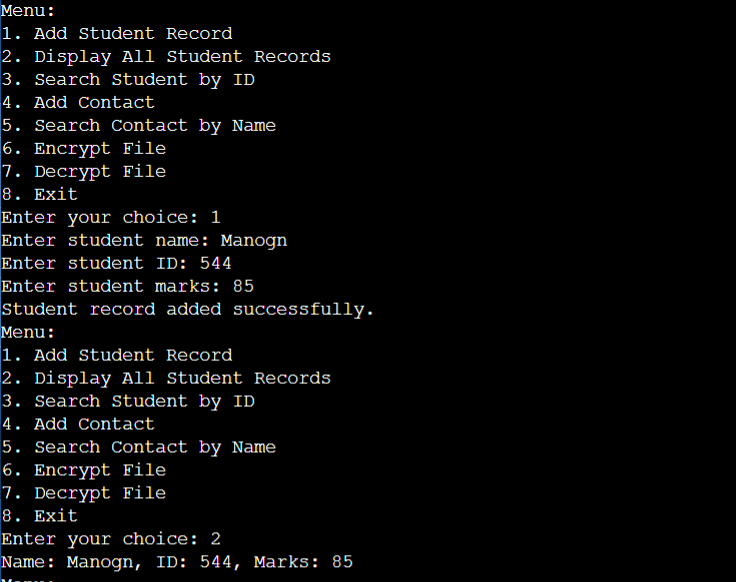 Menu:
1. Add Student Record
2. Display All Student Records
3. Search Student by ID
4. Add Contact
5. Search Contact by Name
6. Encrypt File
7. Decrypt File
8. Exit
Enter your choice: 1
Enter student name: Manogn
Enter student ID: 544
Enter student marks: 85
Student record added successfully.
Menu:
1. Add Student Record
2. Display All Student Records
3. Search Student by ID
4. Add Contact
5. Search Contact by Name
6. Encrypt File
7. Decrypt File
8. Exit
Enter your choice: 2
Name: Manogn, ID: 544, Marks: 85